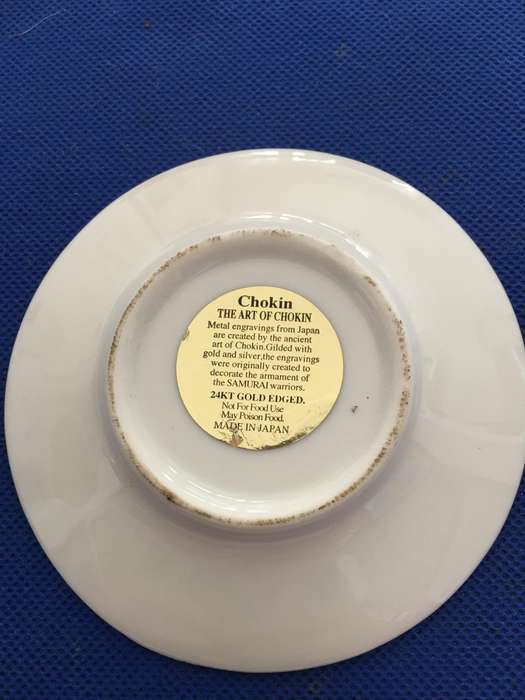 Chokin
THE ART OF CHOKIN
Metal engravings from Japan
are created by the ancient
art of Chokin.Gilded with
gold and silver,the engravings
were originally created to
decorate the armament of
the SAMURAI warriors.
24KT GOLD EDGED.
Not For Food Use
May Poison Food.
MADE IN JAPAN